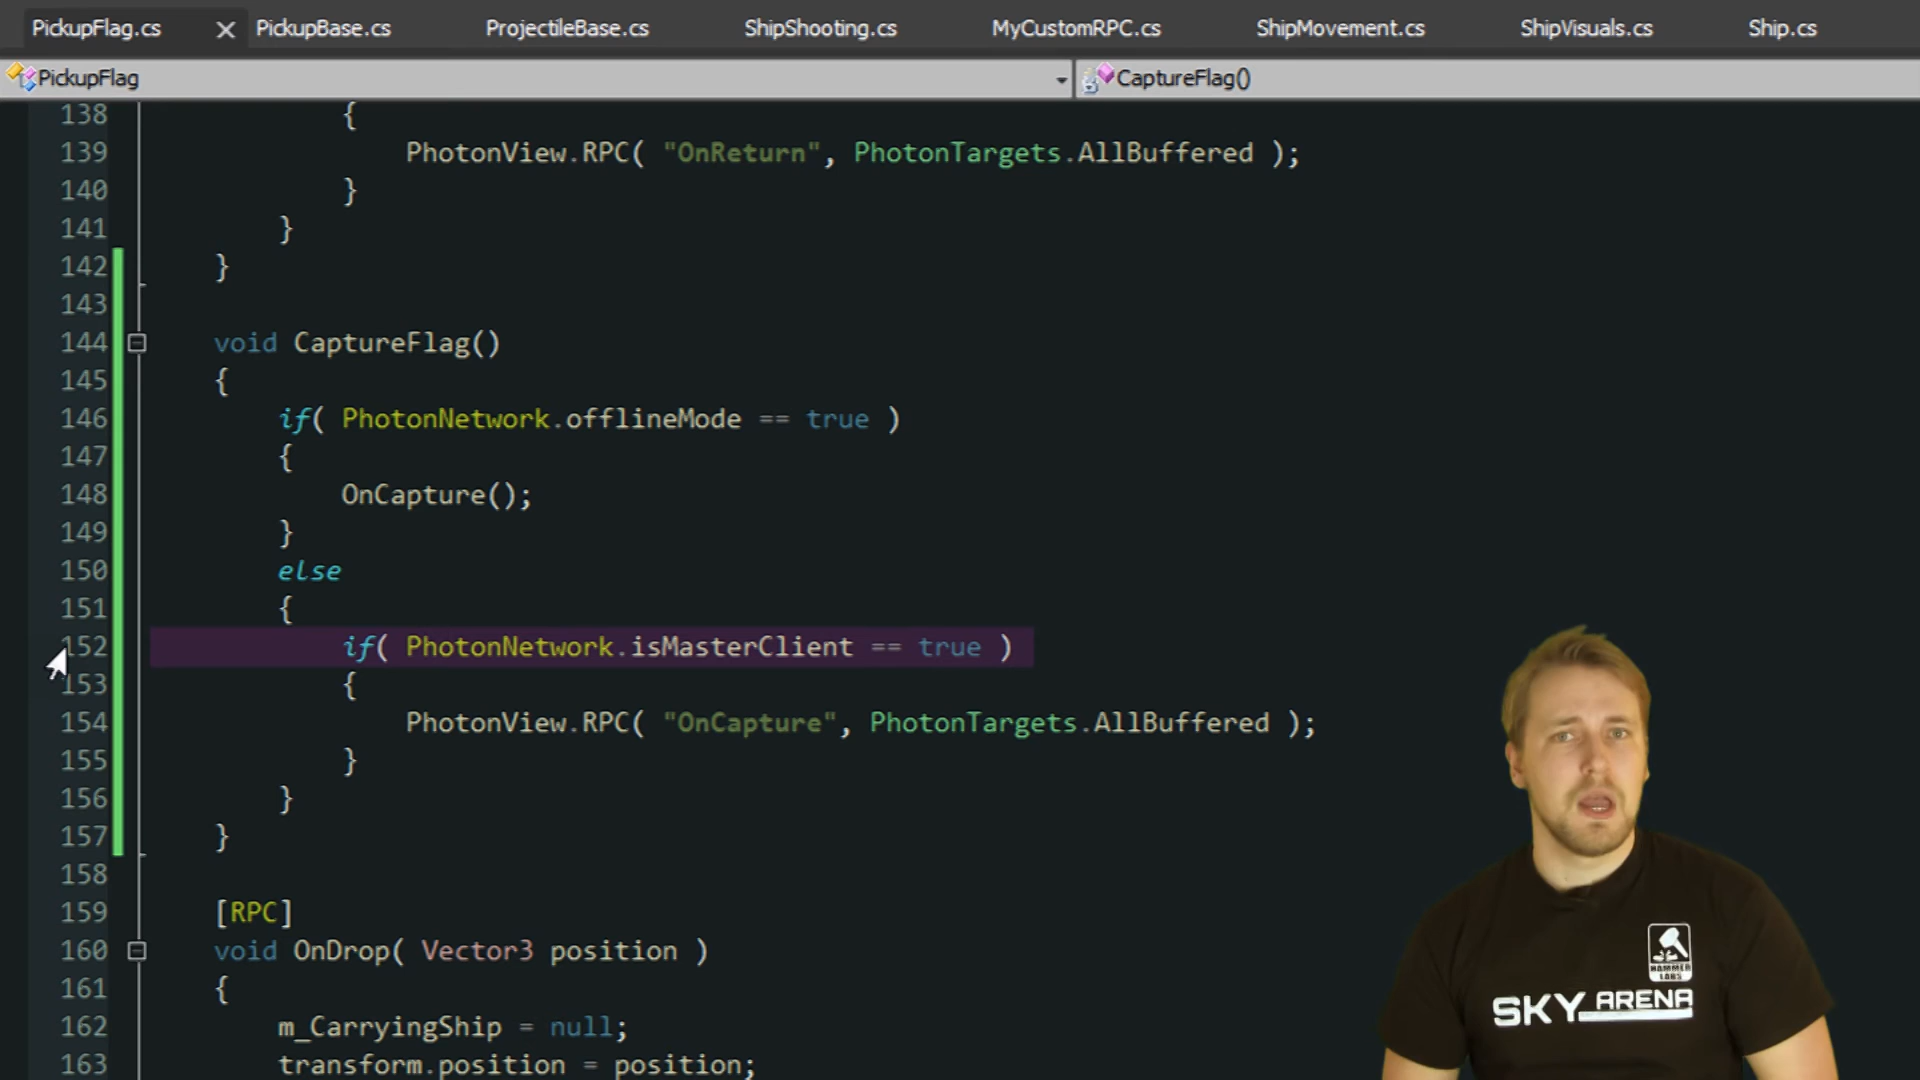 PickupFlag.cs PickupBase.cs ProjectileBase.cs ShipShooting.cs MyCustomRPC.cs ShipMovement.cs ShipVisuals.cs Ship.cs
PickupFlag CaptureFlag()
138 {
139 PhotonView.RPC( "OnReturn", PhotonTargets.AllBuffered );
140 }
141 }
142 }
143
144 void CaptureFlag()
145 {
146 if( PhotonNetwork.offlineMode == true )
147 {
148 OnCapture();
149 }
150 else
151 {
152 if( PhotonNetwork.isMasterClient == true )
153 {
154 PhotonView.RPC( "OnCapture", PhotonTargets.AllBuffered );
155 }
156 }
157 }
158
159 [RPC]
160 void OnDrop( Vector3 position )
161 {
162 m_CarryingShip = null;
163 transform.position = position;
HAMMER
LABS
SKY ARENA